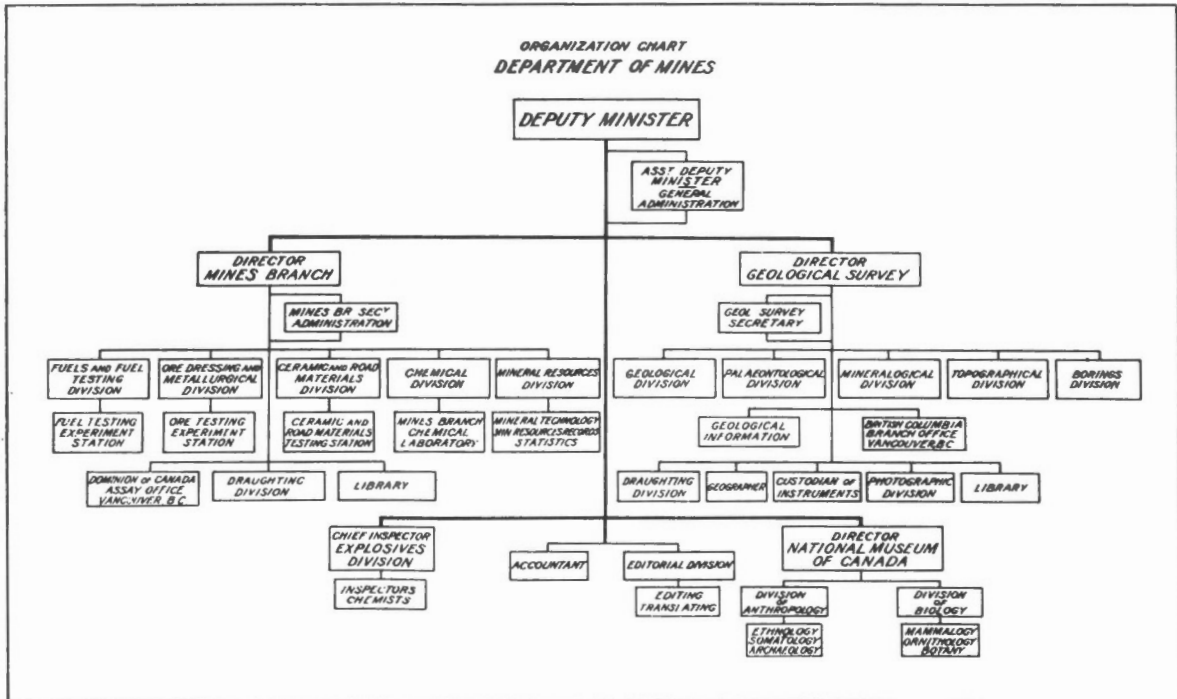 ORGANIZATION CHART
DEPARTMENT OF MINES
DEPUTY MINISTER
ASS'T DEPUTY
MINISTER
GENERAL
ADMINISTRATION
DIRECTOR
MINES BRANCH
DIRECTOR
GEOLOGICAL SURVEY
MINES BR SEC'Y
ADMINISTRATION
GEOL SURVEY
SECRETARY
FUELS AND FUEL
TESTING
DIVISION
ORE DRESSING AND
METALLURGICAL
DIVISION
CERAMIC AND ROAD
MATERIALS DIVISION
CHEMICAL
DIVISION
MINERAL RESOURCES
DIVISION
GEOLOGICAL
DIVISION
PALAEONTOLOGICAL
DIVISION
MINERALOGICAL
DIVISION
TOPOGRAPHICAL
DIVISION
BORINGS
DIVISION
FUEL TESTING
EXPERIMENT
STATION
ORE TESTING
EXPERIMENT
STATION
CERAMIC AND
ROAD MATERIALS
TESTING STATION
MINES BRANCH
CHEMICAL
LABORATORY
MINERAL TECHNOLOGY
MIN RESOURCES RECORDS
STATISTICS
GEOLOGICAL
INFORMATION
BRITISH COLUMBIA
BRANCH OFFICE
VANCOUVER, B.C
DOMINION OF CANADA
ASSAY OFFICE
VANCOUVER, B.C
DRAUGHTING
DIVISION
LIBRARY
DRAUGHTING
DIVISION
GEOGRAPHER
CUSTODIAN OF
INSTRUMENTS
PHOTOGRAPHIC
DIVISION
LIBRARY
CHIEF INSPECTOR
EXPLOSIVES
DIVISION
ACCOUNTANT
EDITORIAL DIVISION
DIRECTOR
NATIONAL MUSEUM
OF CANADA
INSPECTORS
CHEMISTS
EDITING
TRANSLATING
DIVISION
OF
ANTHROPOLOGY
DIVISION
OF
BIOLOGY
ETHNOLOGY
SOMATOLOGY
ARCHAEOLOGY
MAMMALOGY
ORNITHOLOGY
BOTANY